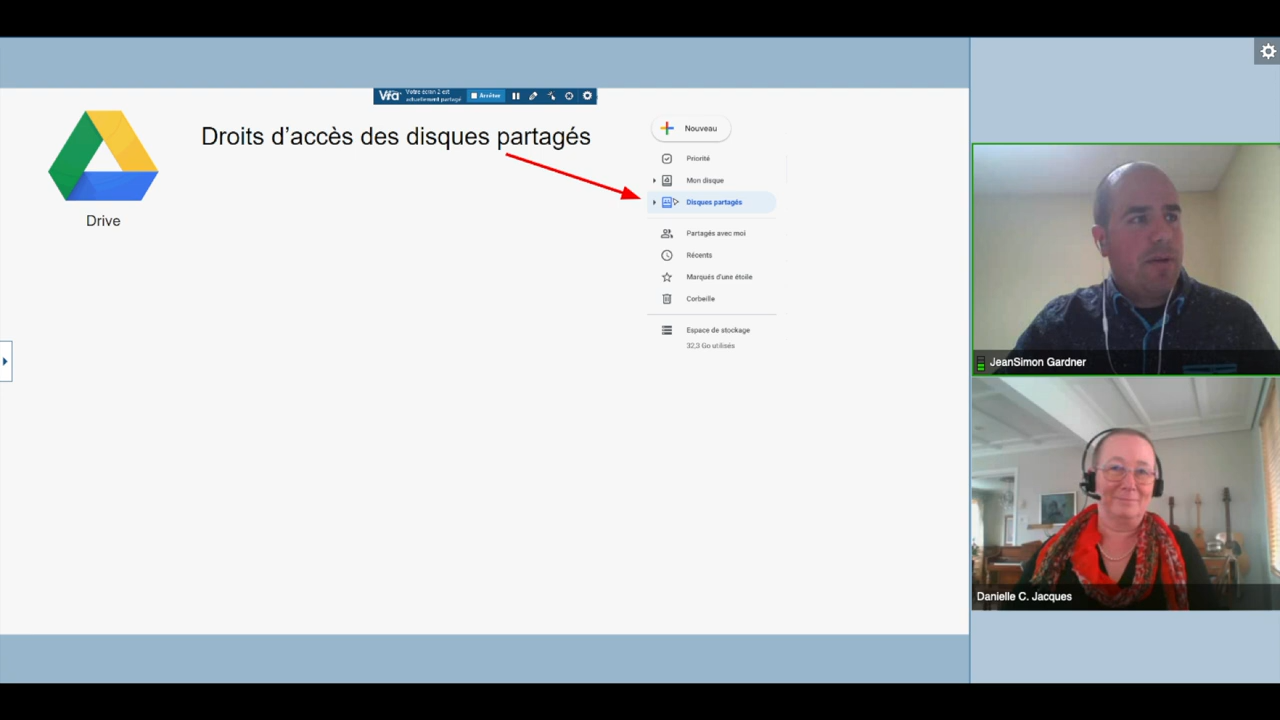 Via
Votre écran 2 est
actuellement partagé
Arrêter
Droits d'accès des disques partagés
Drive
Nouveau
Priorité
Mon disque
Disques partagés
Partagés avec moi
Récents
Marqués d'une étoile
Corbeille
Espace de stockage
32,3 Go utilisés
JeanSimon Gardner
Danielle C. Jacques